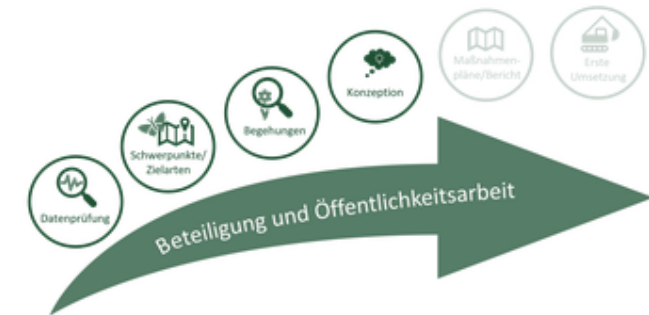 Datenprüfung
Schwerpunkte/
Zielarten
Begehungen
Konzeption
Maßnahmen-
pläne/Bericht
Erste
Umsetzung
Beteiligung und Öffentlichkeitsarbeit